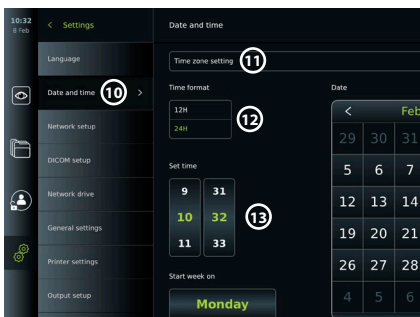 10:32
8 Feb
Settings
Date and time
Language
Time zone setting 11
Date and time 10
Time format
Date
12H
24H
12
Network setup
DICOM setup
Network drive
General settings
Printer settings
Output setup
Set time
9 31
10 32
11 33
13
Start week on
Monday
Feb
29 30 31
5 6 7
12 13 14
19 20 21
26 27 28
4 5 6